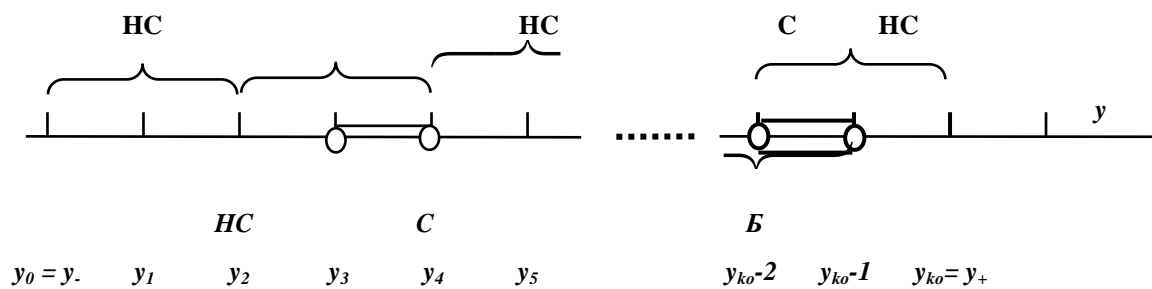 НС НС С НС
y
НС С Б
y₀ = y₋ y₁ y₂ y₃ y₄ y₅ yₖₒ-2 yₖₒ-1 yₖₒ= y₊